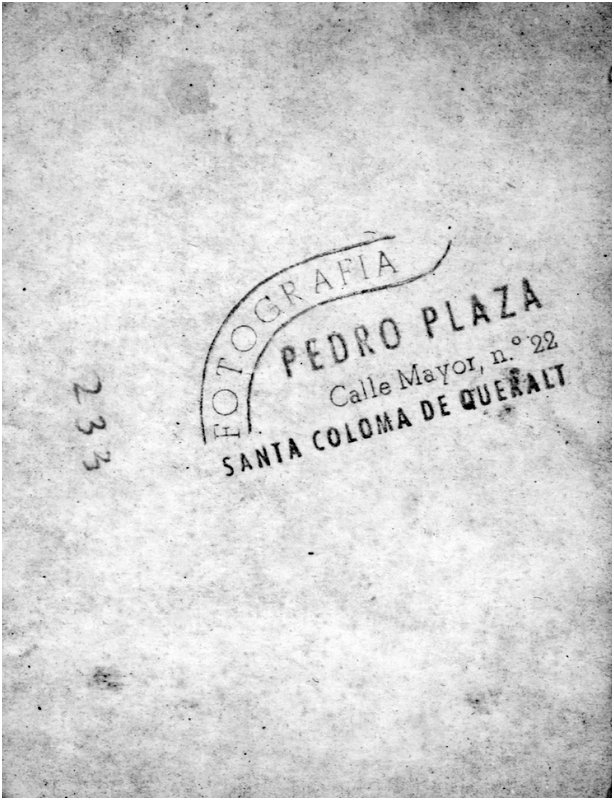 FOTOGRAFIA
PEDRO PLAZA
Calle Mayor, n.º 22
SANTA COLOMA DE QUERALT
233